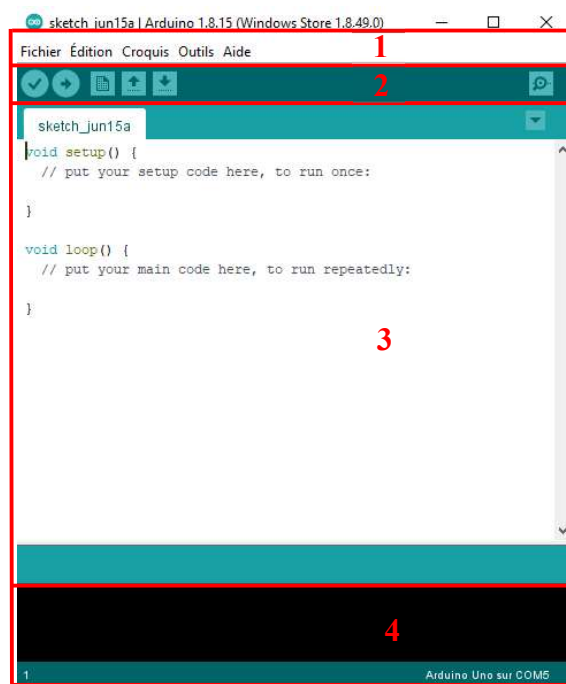 sketch_jun15a | Arduino 1.8.15 (Windows Store 1.8.49.0)
Fichier Édition Croquis Outils Aide 1
2
sketch_jun15a
void setup() {
// put your setup code here, to run once:
}
void loop() {
// put your main code here, to run repeatedly:
}
3
4
1 Arduino Uno sur COM5